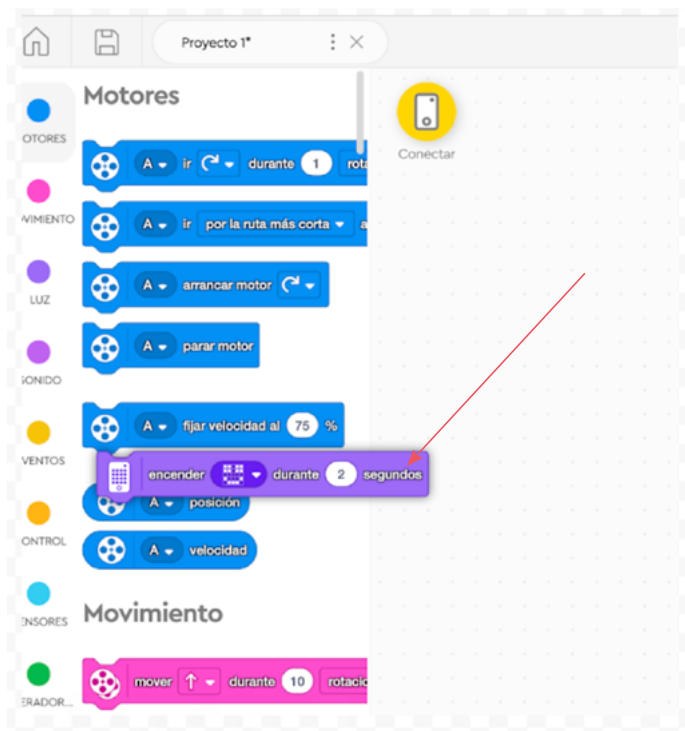 Proyecto 1*
Motores
Conectar
OTORES
A ir durante 1 rota
VIMIENTO
A ir por la ruta más corta a
LUZ
A arrancar motor
SONIDO
A parar motor
VENTOS
A fijar velocidad al 75 %
encender durante 2 segundos
A posición
ONTROL
A velocidad
ENSORES
Movimiento
ERADOR...
mover durante 10 rotacio